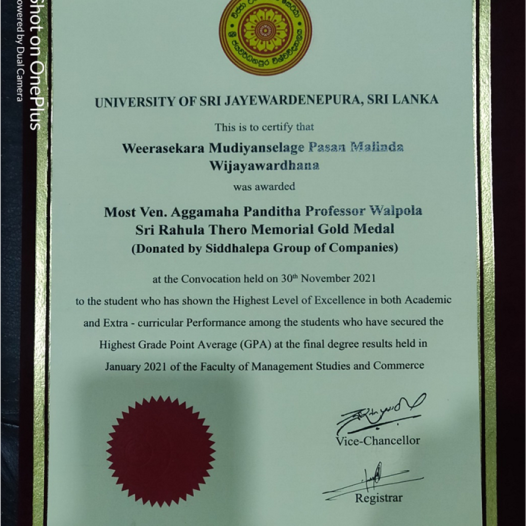 UNIVERSITY OF SRI JAYEWARDENEPURA, SRI LANKA
This is to certify that
Weerasekara Mudiyanselage Pasan Malinda
Wijayawardhana
was awarded
Most Ven. Aggamaha Panditha Professor Walpola
Sri Rahula Thero Memorial Gold Medal
(Donated by Siddhalepa Group of Companies)
at the Convocation held on 30th November 2021
to the student who has shown the Highest Level of Excellence in both Academic
and Extra - curricular Performance among the students who have secured the
Highest Grade Point Average (GPA) at the final degree results held in
January 2021 of the Faculty of Management Studies and Commerce
Vice-Chancellor
Registrar
Shot on OnePlus
Powered by Dual Camera